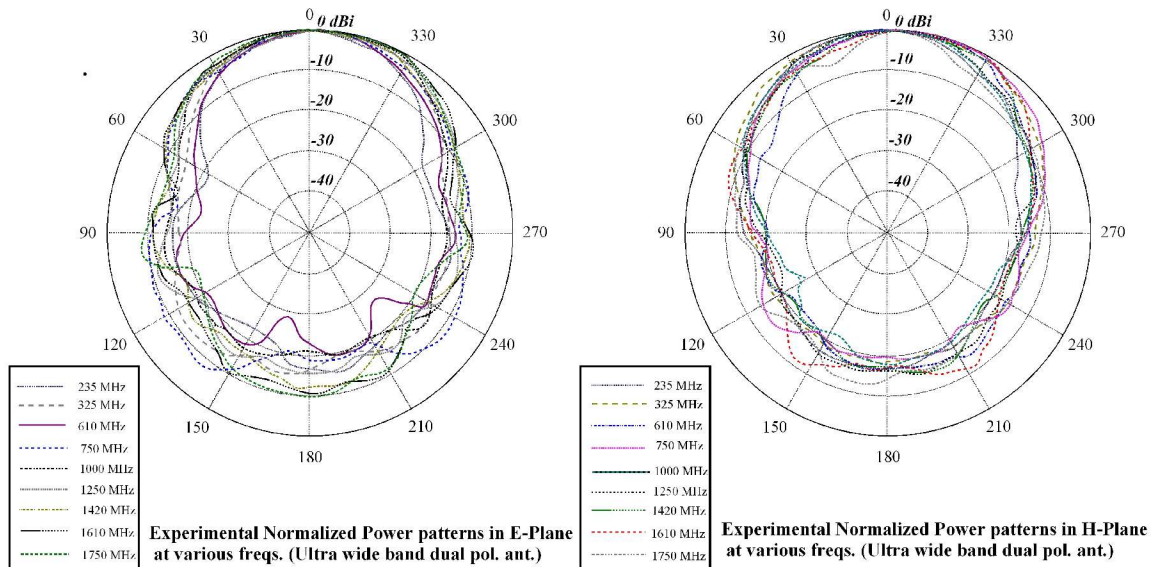 0
0 dBi
30
330
-10
-20
60
300
-30
-40
90
270
120
240
150
210
180
235 MHz
325 MHz
610 MHz
750 MHz
1000 MHz
1250 MHz
1420 MHz
1610 MHz
1750 MHz
Experimental Normalized Power patterns in E-Plane
at various freqs. (Ultra wide band dual pol. ant.)
0
0 dBi
30
330
-10
-20
60
300
-30
-40
90
270
120
240
150
210
180
235 MHz
325 MHz
610 MHz
750 MHz
1000 MHz
1250 MHz
1420 MHz
1610 MHz
1750 MHz
Experimental Normalized Power patterns in H-Plane
at various freqs. (Ultra wide band dual pol. ant.)